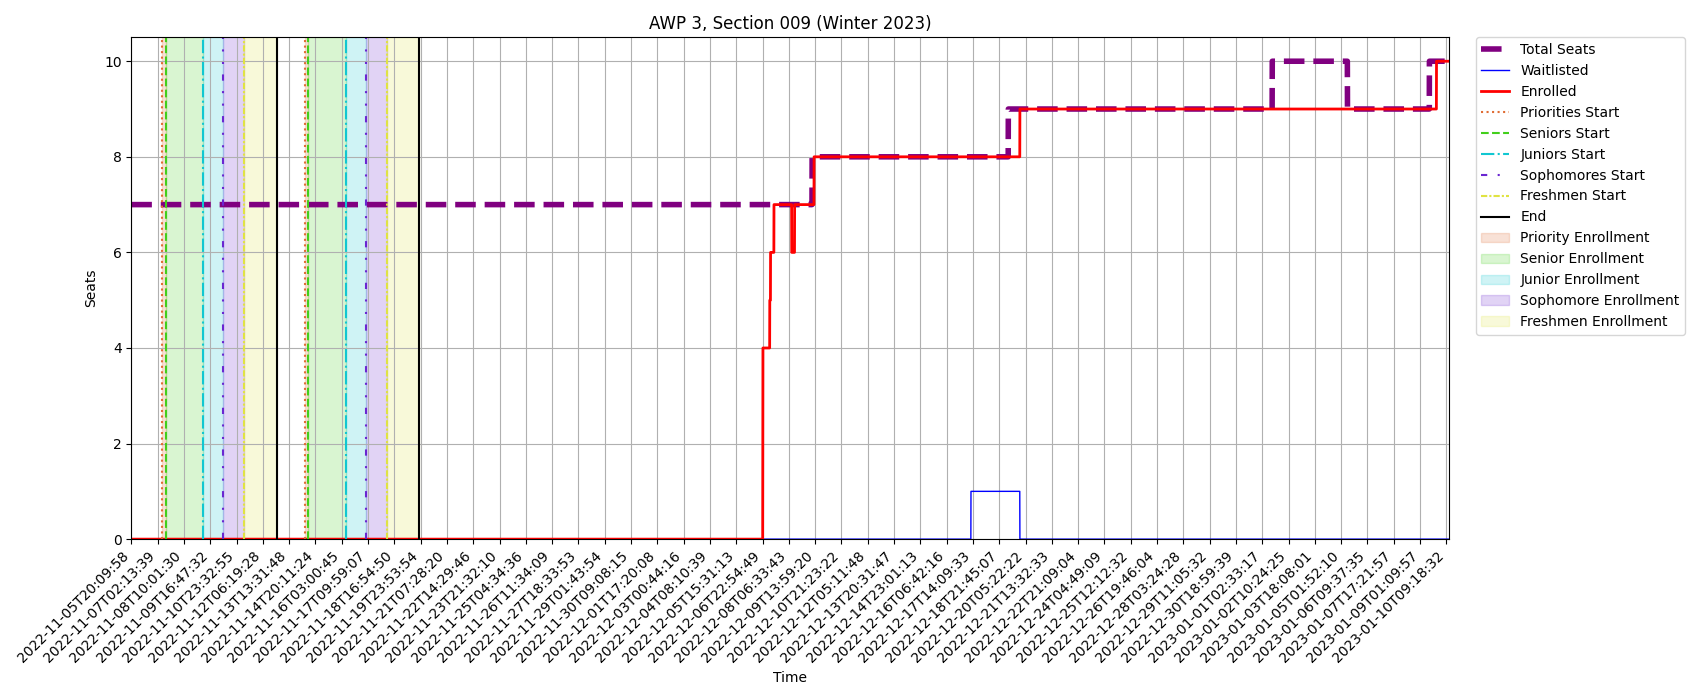 AWP 3, Section 009 (Winter 2023)
10
8
6
4
2
0
Seats
2022-11-05T20:09:58
2022-11-07T02:13:39
2022-11-08T10:01:30
2022-11-09T16:47:32
2022-11-10T23:32:55
2022-11-12T06:19:28
2022-11-13T13:31:48
2022-11-14T20:11:24
2022-11-16T03:00:45
2022-11-17T09:59:07
2022-11-18T16:54:50
2022-11-19T23:53:54
2022-11-21T07:28:20
2022-11-22T14:29:46
2022-11-23T21:32:10
2022-11-25T04:34:36
2022-11-26T11:34:09
2022-11-27T18:33:53
2022-11-29T01:43:54
2022-11-30T09:08:15
2022-12-01T17:20:08
2022-12-03T00:44:16
2022-12-04T08:10:39
2022-12-05T15:31:13
2022-12-06T22:54:49
2022-12-08T06:33:43
2022-12-09T13:59:20
2022-12-10T21:23:22
2022-12-12T05:11:48
2022-12-13T20:31:47
2022-12-14T23:01:13
2022-12-16T06:42:16
2022-12-17T14:09:33
2022-12-18T21:45:07
2022-12-20T05:22:22
2022-12-21T13:32:33
2022-12-22T21:09:04
2022-12-24T04:49:09
2022-12-25T12:12:32
2022-12-26T19:46:04
2022-12-28T03:24:28
2022-12-29T11:05:32
2022-12-30T18:59:39
2023-01-01T02:33:17
2023-01-02T10:24:25
2023-01-03T18:08:01
2023-01-05T01:52:10
2023-01-06T09:37:35
2023-01-07T17:21:57
2023-01-09T01:09:57
2023-01-10T09:18:32
Time
Total Seats
Waitlisted
Enrolled
Priorities Start
Seniors Start
Juniors Start
Sophomores Start
Freshmen Start
End
Priority Enrollment
Senior Enrollment
Junior Enrollment
Sophomore Enrollment
Freshmen Enrollment